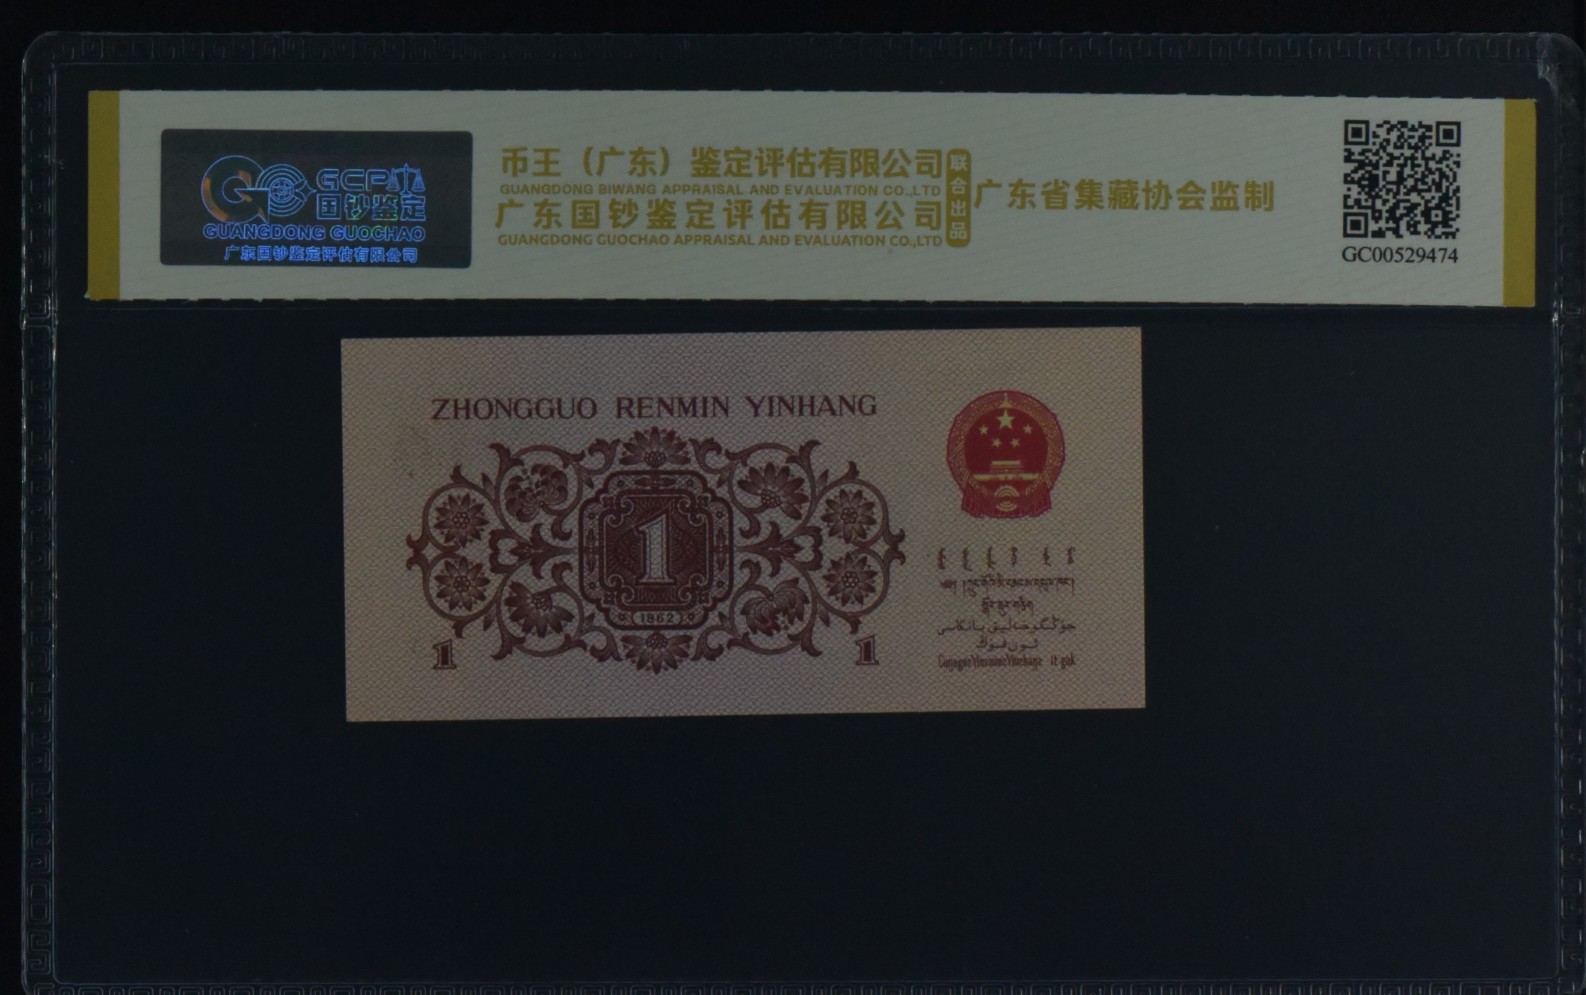 GCP
国钞鉴定
GUANGDONG GUOCHAO
广东国钞鉴定评估有限公司
币王（广东）鉴定评估有限公司
GUANGDONG BIWANG APPRAISAL AND EVALUATION CO.,LTD
广东国钞鉴定评估有限公司
GUANGDONG GUOCHAO APPRAISAL AND EVALUATION CO.,LTD
联合出品
广东省集藏协会监制
GC00529474
ZHONGGUO RENMIN YINHANG
1
1962
1
1